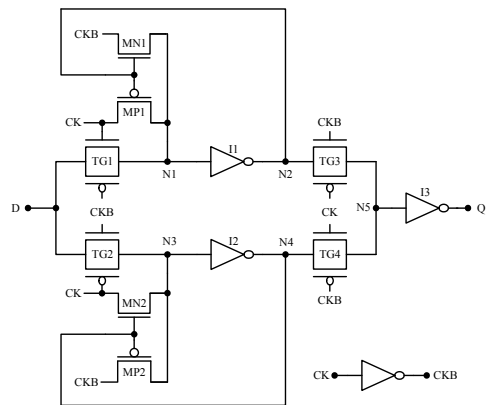 CKB
MN1
MP1
CK
CKB
I1
TG1
TG3
N1
N2
I3
D
CKB
CK
N5
Q
N3
I2
N4
TG2
TG4
CK
MN2
CKB
MP2
CKB
CK
CKB